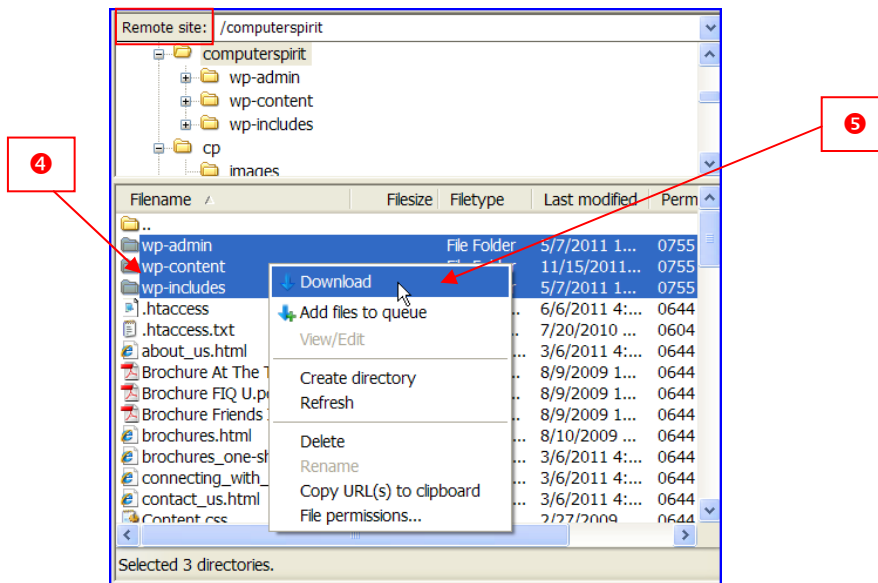 Remote site: /computerspirit
computerspirit
wp-admin
wp-content
wp-includes
cp
images
❹
❺
Filename Filesize Filetype Last modified Perm
..
wp-admin File Folder 5/7/2011 1... 0755
wp-content 11/15/2011... 0755
wp-includes 5/7/2011 1... 0755
.htaccess 6/6/2011 4:... 0644
.htaccess.txt 7/20/2010 ... 0604
about_us.html 3/6/2011 4:... 0644
Brochure At The 8/9/2009 1... 0644
Brochure FIQ U.p 8/9/2009 1... 0644
Brochure Friends 8/9/2009 1... 0644
brochures.html 8/10/2009 ... 0644
brochures_one-sh 3/6/2011 4:... 0644
connecting_with_ 3/6/2011 4:... 0644
contact_us.html 3/6/2011 4:... 0644
Content.css 2/27/2009 0644
Download
Add files to queue
View/Edit
Create directory
Refresh
Delete
Rename
Copy URL(s) to clipboard
File permissions...
Selected 3 directories.